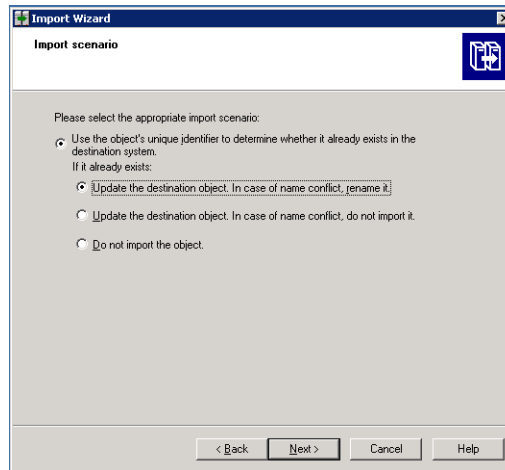 Import Wizard
Import scenario
Please select the appropriate import scenario:
Use the object's unique identifier to determine whether it already exists in the
destination system.
If it already exists:
Update the destination object. In case of name conflict, rename it.
Update the destination object. In case of name conflict, do not import it.
Do not import the object.
< Back
Next >
Cancel
Help